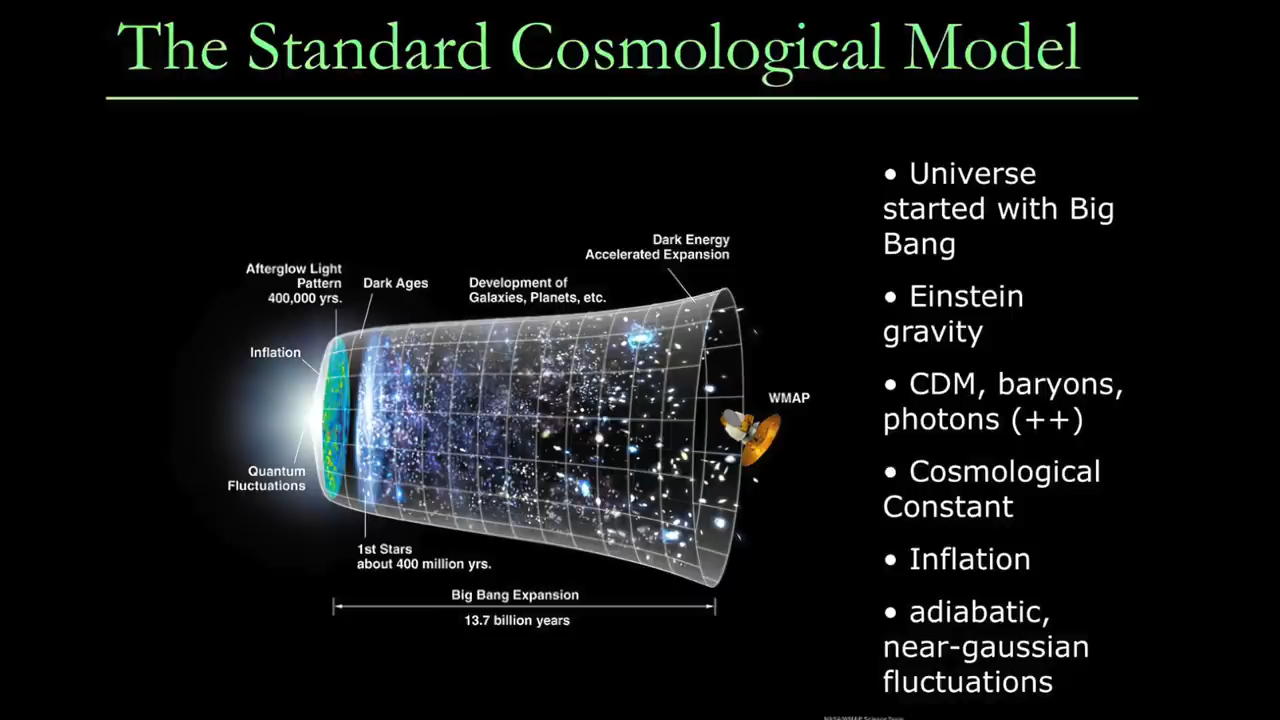 The Standard Cosmological Model
Dark Energy
Accelerated Expansion
Afterglow Light
Pattern
400,000 yrs.
Dark Ages
Development of
Galaxies, Planets, etc.
Inflation
WMAP
Quantum
Fluctuations
1st Stars
about 400 million yrs.
Big Bang Expansion
13.7 billion years
• Universe
started with Big
Bang
• Einstein
gravity
• CDM, baryons,
photons (++)
• Cosmological
Constant
• Inflation
• adiabatic,
near-gaussian
fluctuations